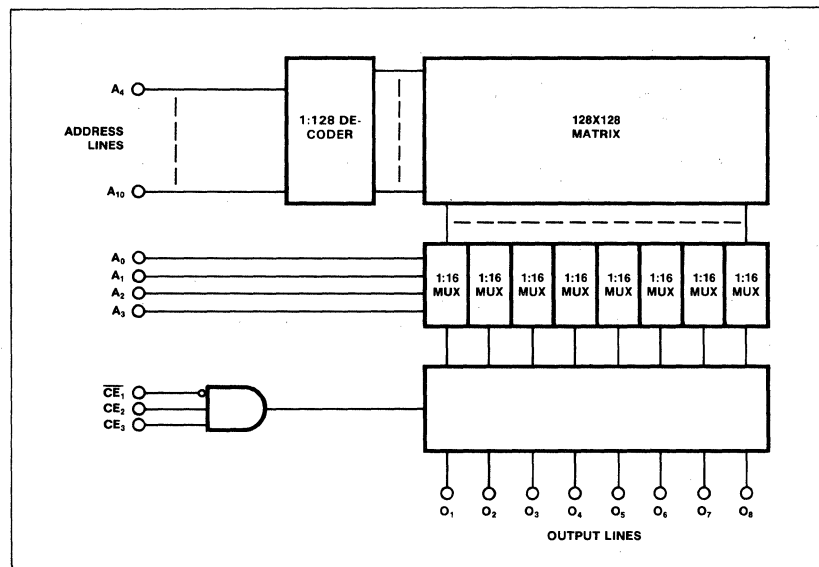 A₄
ADDRESS
LINES
A₁₀
1:128 DE-
CODER
128X128
MATRIX
A₀
A₁
A₂
A₃
1:16 1:16 1:16 1:16 1:16 1:16 1:16 1:16
MUX MUX MUX MUX MUX MUX MUX MUX
C̅E̅₁
CE₂
CE₃
O₁ O₂ O₃ O₄ O₅ O₆ O₇ O₈
OUTPUT LINES